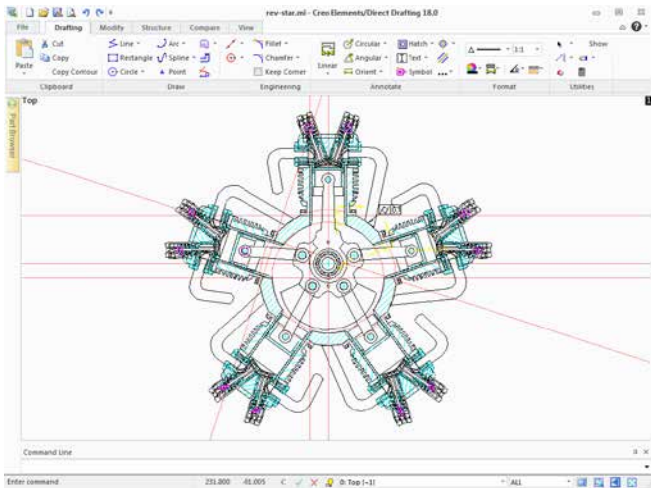 rev-star.mi - Creo Elements/Direct Drafting 18.0
File Drafting Modify Structure Compare View
Paste Cut Copy Copy Contour
Line Arc Rectangle Spline Circle Point
Fillet Chamfer Keep Corner
Linear Circular Hatch Angular Text Orient Symbol ...
1:1
Show
Clipboard Draw Engineering Annotate Format Utilities
Top
1
Part Browser
Command Line
Enter command 231.000 -91.005 C 0: Top [~1] ALL